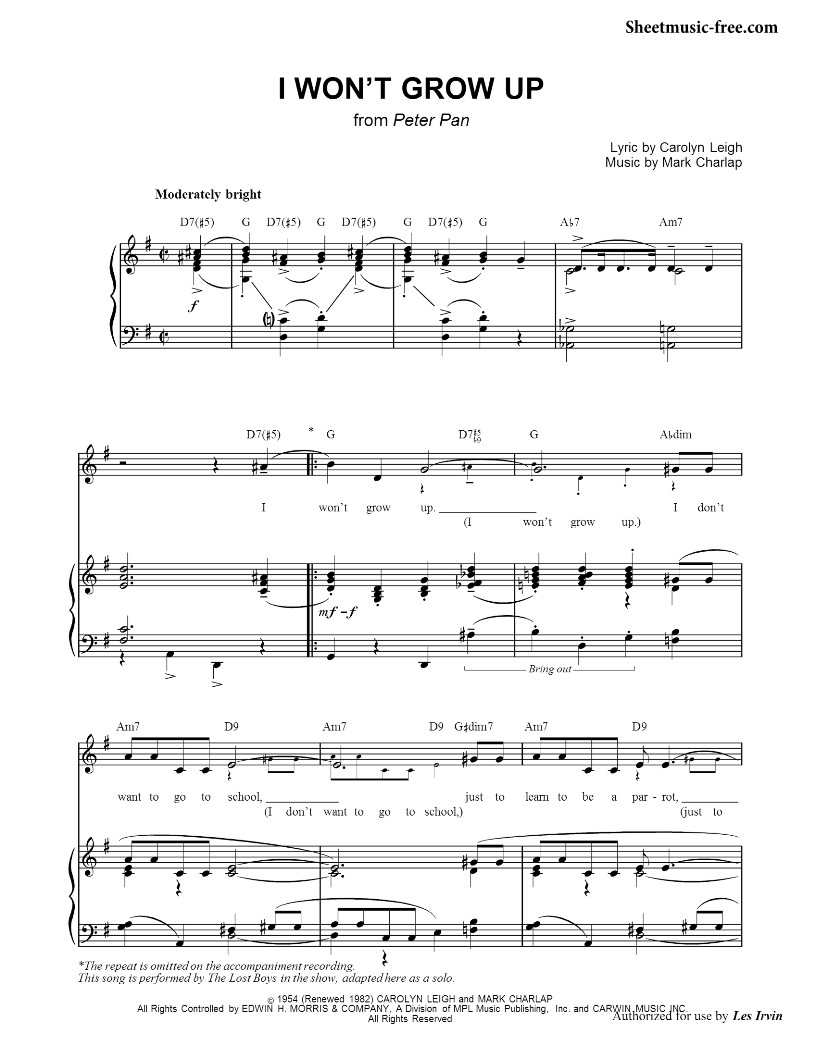 Sheetmusic-free.com
I WON'T GROW UP
from Peter Pan
Lyric by Carolyn Leigh
Music by Mark Charlap
Moderately bright
D7(♯5) G D7(♯5) G D7(♯5) G D7(♯5) G A♭7 Am7
f
D7(♯5) * G D7♯5♭9 G A♭dim
I won't grow up. I don't
(I won't grow up.)
mf – f
Bring out
Am7 D9 Am7 D9 G♯dim7 Am7 D9
want to go to school, just to learn to be a par - rot,
(I don't want to go to school,) (just to
*The repeat is omitted on the accompaniment recording.
This song is performed by The Lost Boys in the show, adapted here as a solo.
© 1954 (Renewed 1982) CAROLYN LEIGH and MARK CHARLAP
All Rights Controlled by EDWIN H. MORRIS & COMPANY, A Division of MPL Music Publishing, Inc. and CARWIN MUSIC INC.
All Rights Reserved
Authorized for use by Les Irvin